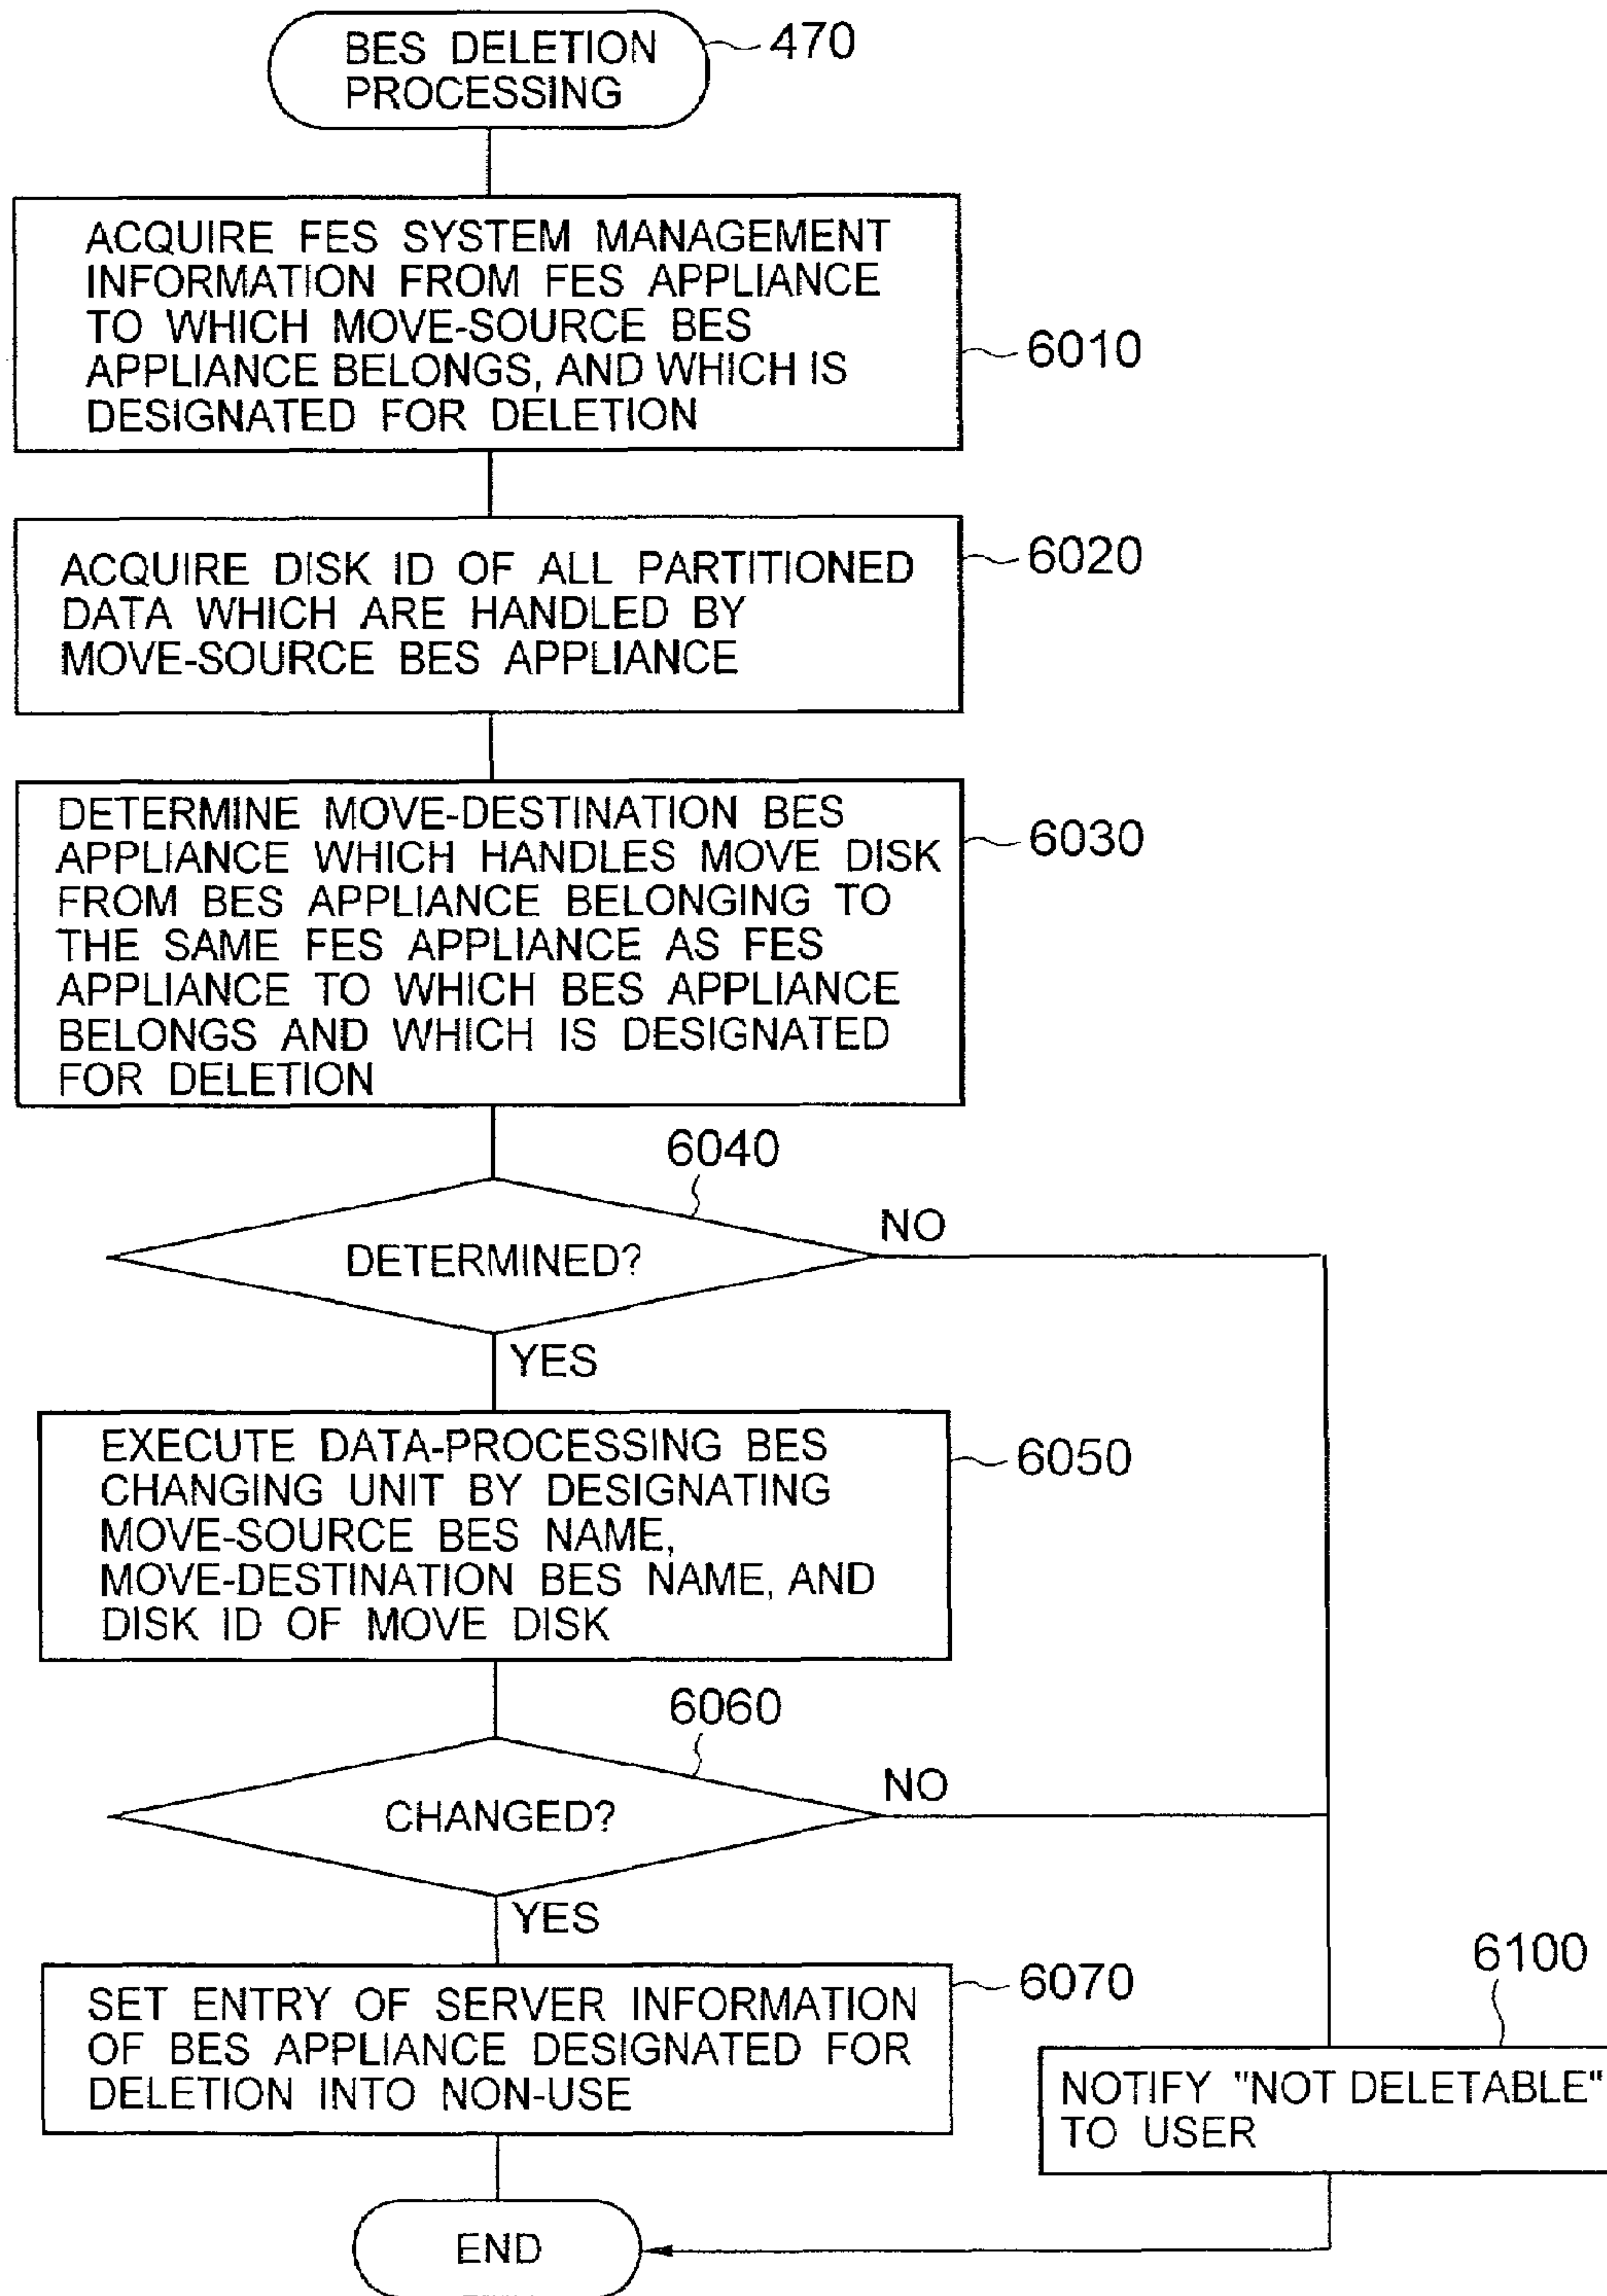 BES DELETION
PROCESSING
470
ACQUIRE FES SYSTEM MANAGEMENT
INFORMATION FROM FES APPLIANCE
TO WHICH MOVE-SOURCE BES
APPLIANCE BELONGS, AND WHICH IS
DESIGNATED FOR DELETION
6010
ACQUIRE DISK ID OF ALL PARTITIONED
DATA WHICH ARE HANDLED BY
MOVE-SOURCE BES APPLIANCE
6020
DETERMINE MOVE-DESTINATION BES
APPLIANCE WHICH HANDLES MOVE DISK
FROM BES APPLIANCE BELONGING TO
THE SAME FES APPLIANCE AS FES
APPLIANCE TO WHICH BES APPLIANCE
BELONGS AND WHICH IS DESIGNATED
FOR DELETION
6030
6040
DETERMINED?
NO
YES
EXECUTE DATA-PROCESSING BES
CHANGING UNIT BY DESIGNATING
MOVE-SOURCE BES NAME,
MOVE-DESTINATION BES NAME, AND
DISK ID OF MOVE DISK
6050
6060
CHANGED?
NO
YES
SET ENTRY OF SERVER INFORMATION
OF BES APPLIANCE DESIGNATED FOR
DELETION INTO NON-USE
6070
6100
NOTIFY "NOT DELETABLE"
TO USER
END